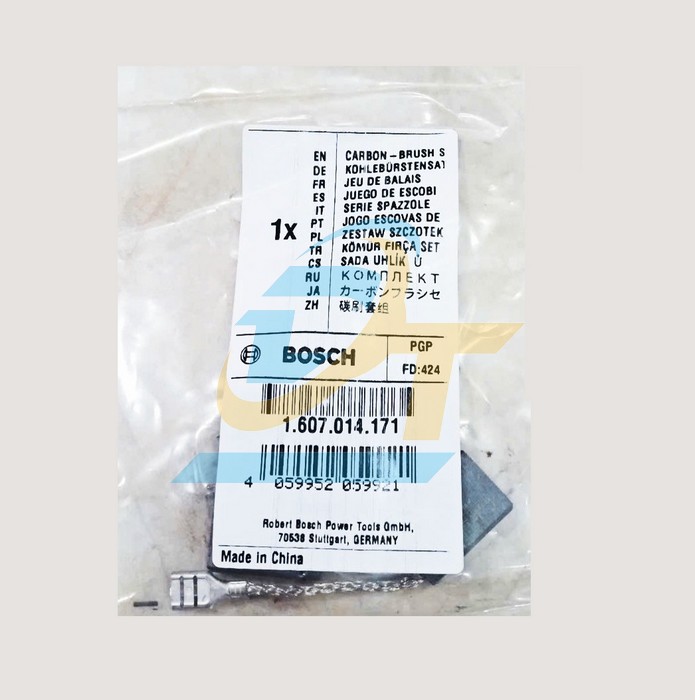 1x
EN CARBON-BRUSH S
DE KOHLEBÜRSTENSAT
FR JEU DE BALAIS
ES JUEGO DE ESCOBI
IT SERIE SPAZZOLE
PT JOGO ESCOVAS DE
PL ZESTAW SZCZOTEK
TR KÖMÜR FIRÇA SET
CS SADA UHLÍK Ů
RU КОМПЛЕКТ
JA カーボンブラシセ
ZH 碳刷套组
BOSCH
PGP
FD:424
1.607.014.171
4 059952 059921
Robert Bosch Power Tools GmbH,
70538 Stuttgart, GERMANY
Made in China